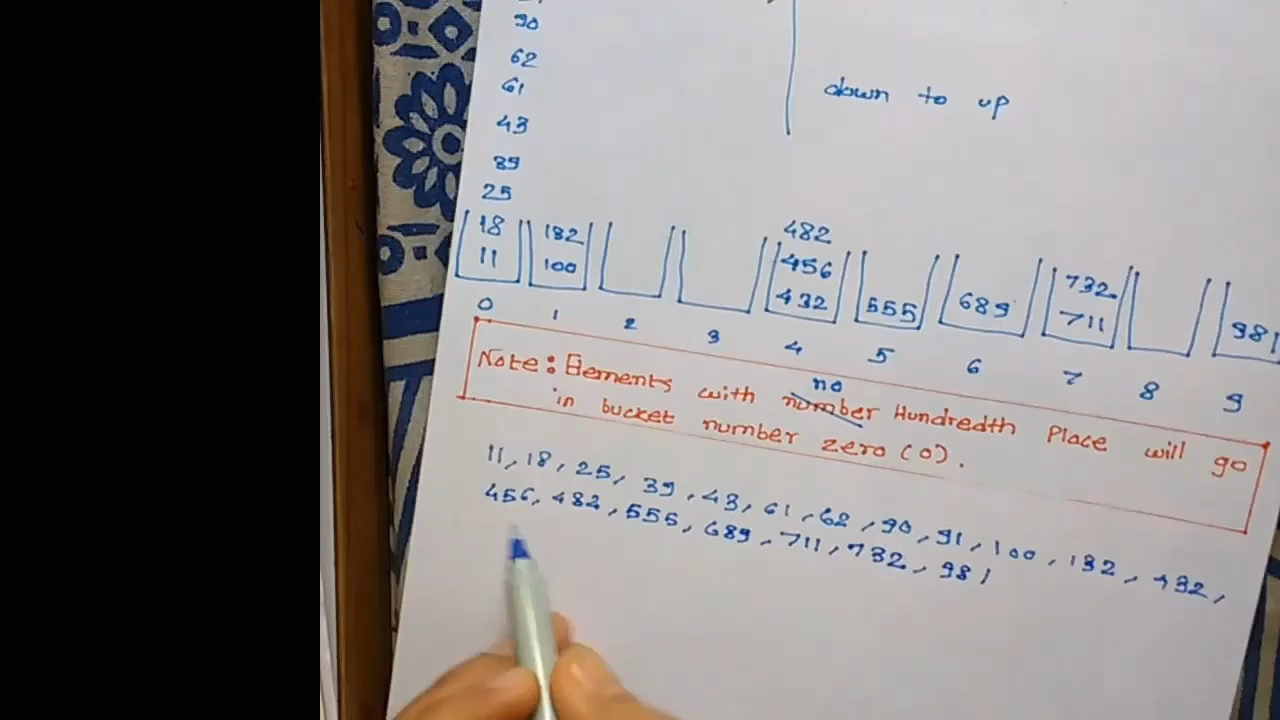 90
62
61
43
39
25
18
11
down to up
182
100
482
456
432
555
689
732
711
981
0 1 2 3 4 5 6 7 8 9
no
Note: Elements with number Hundredth Place will go
in bucket number zero (0).
11, 18, 25, 39, 43, 61, 62, 90, 91, 100, 182, 432,
456, 482, 555, 689, 711, 732, 981